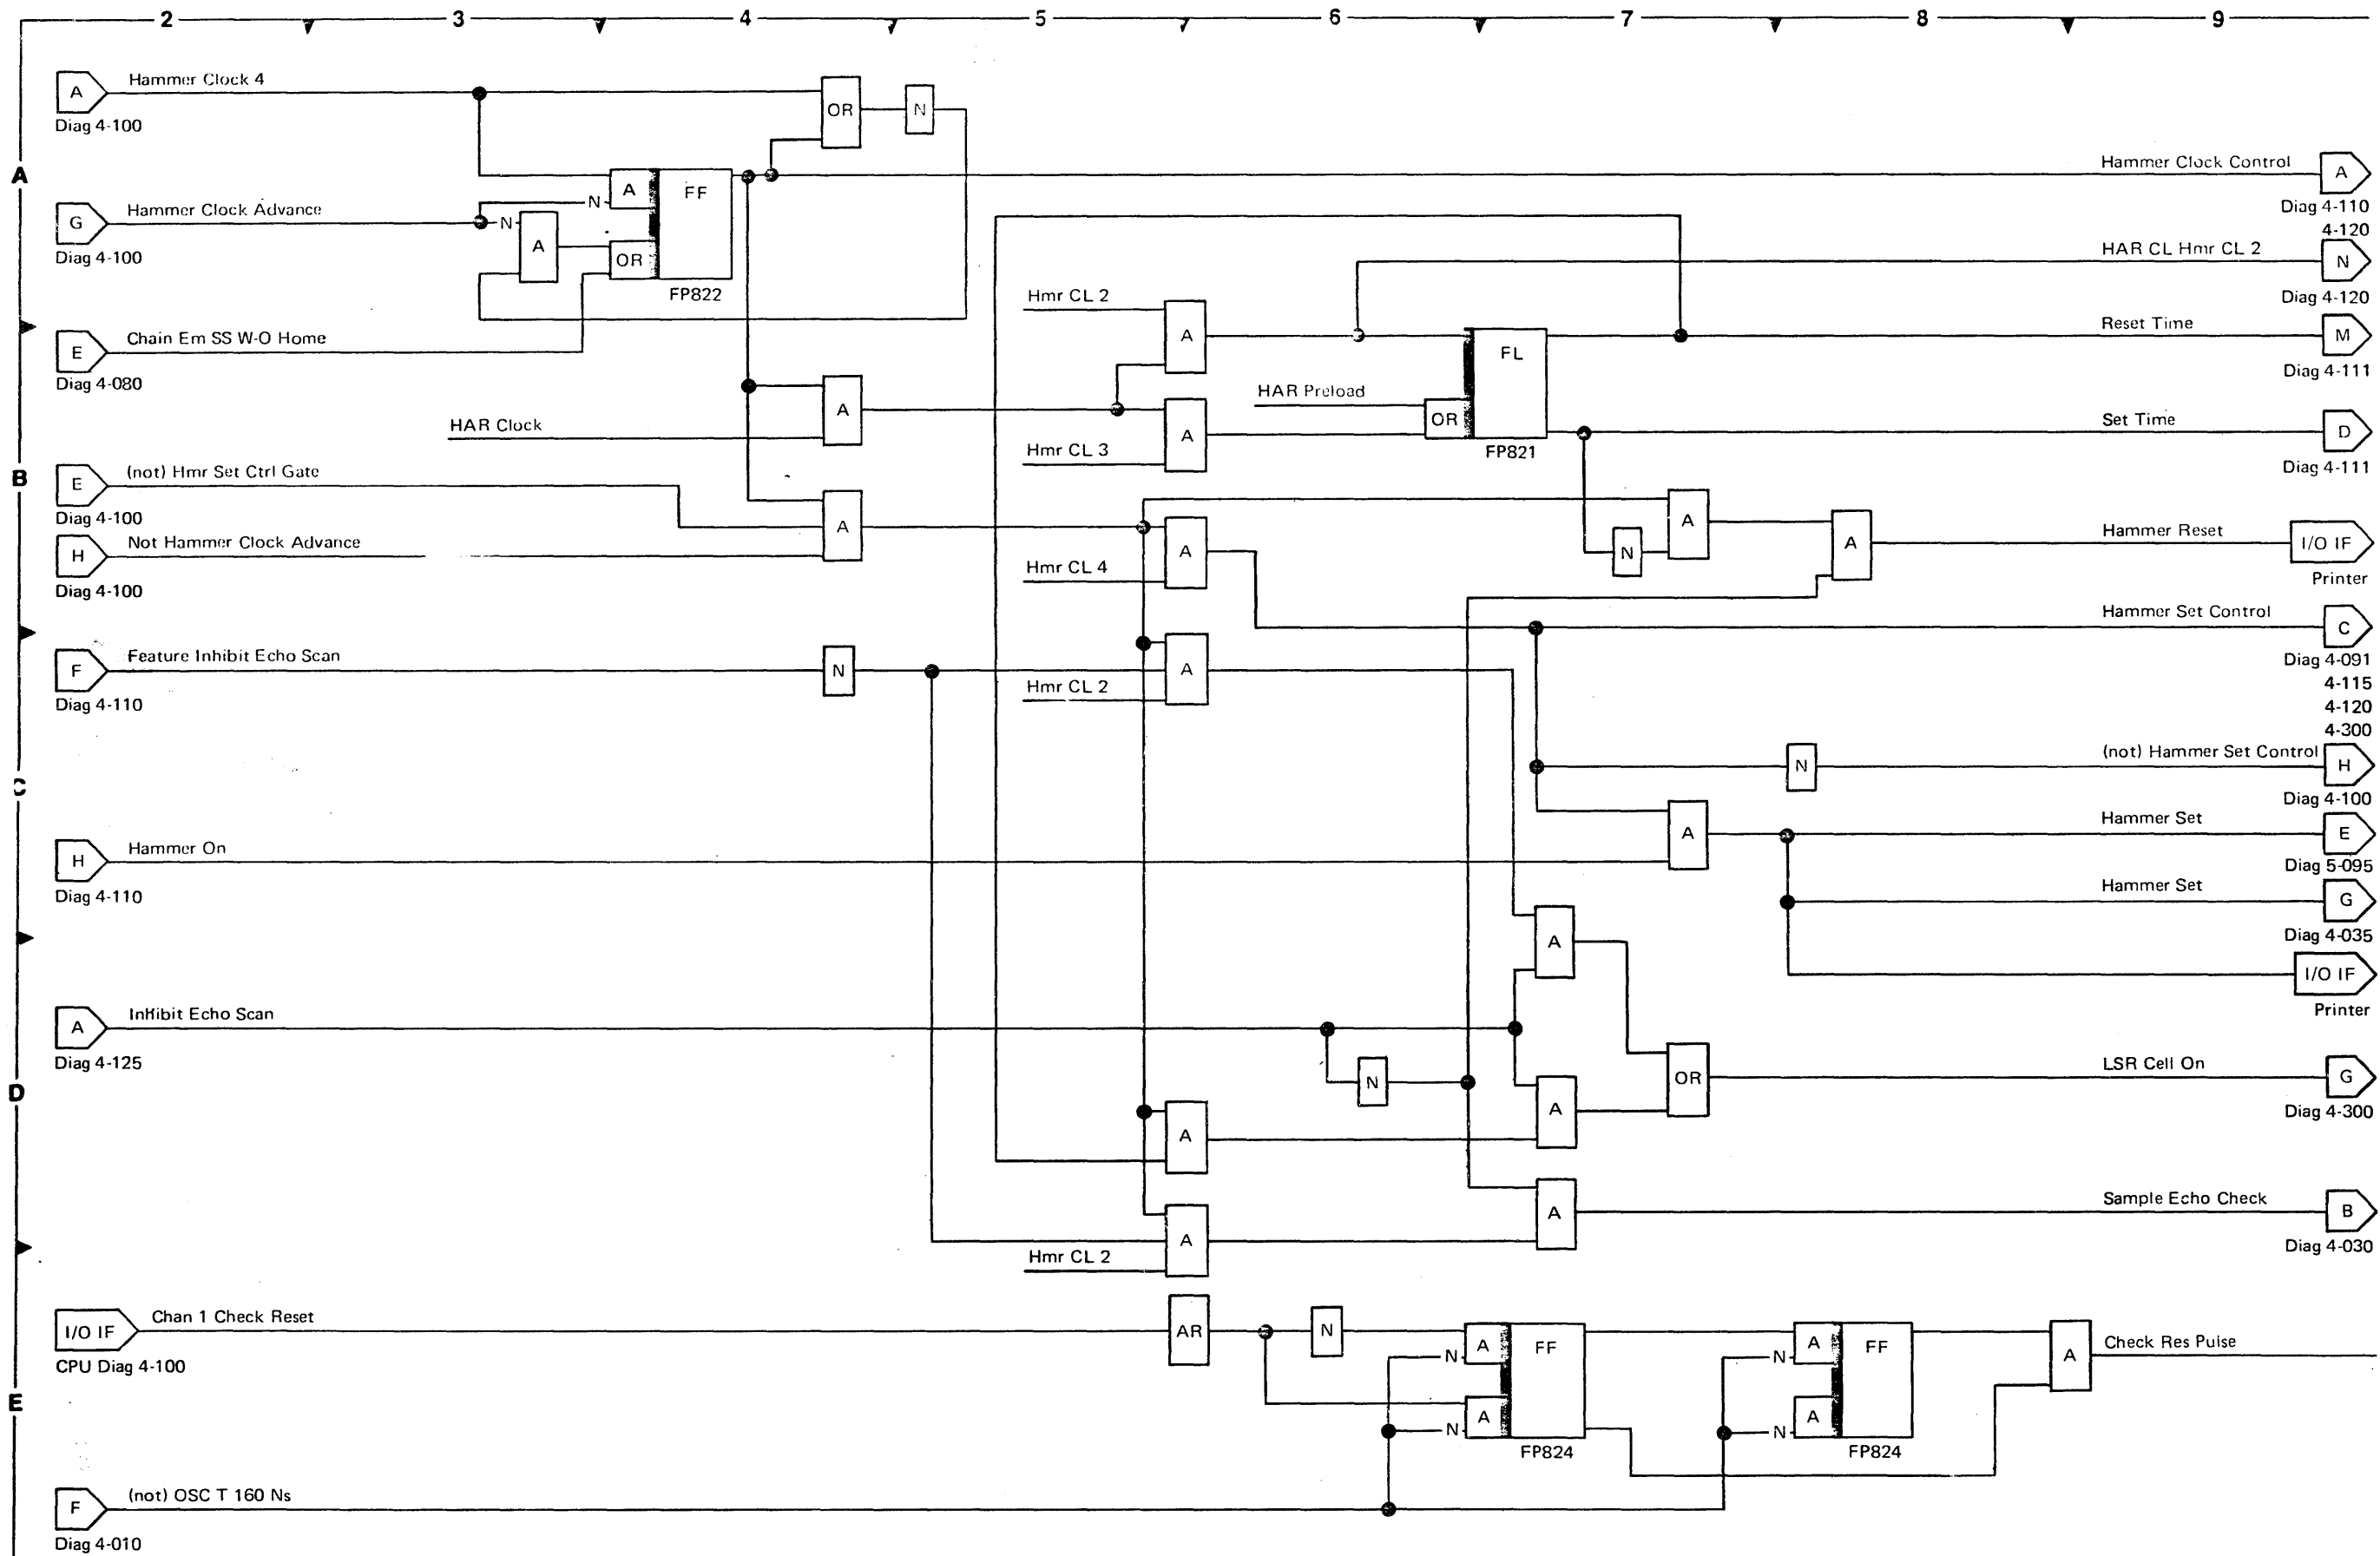 2 3 4 5 6 7 8 9
A Hammer Clock 4
Diag 4-100
OR N
A
G Hammer Clock Advance
Diag 4-100
N A
N A FF
OR
FP822
Hammer Clock Control A
Diag 4-110
4-120
HAR CL Hmr CL 2 N
Diag 4-120
E Chain Em SS W-O Home
Diag 4-080
Hmr CL 2
A
FL
Reset Time M
Diag 4-111
HAR Preload
OR
FP821
HAR Clock
A
Hmr CL 3
A
Set Time D
Diag 4-111
B
E (not) Hmr Set Ctrl Gate
Diag 4-100
H Not Hammer Clock Advance
Diag 4-100
A
Hmr CL 4
A
N
A
A
Hammer Reset I/O IF
Printer
Hammer Set Control C
Diag 4-091
4-115
4-120
4-300
F Feature Inhibit Echo Scan
Diag 4-110
N
Hmr CL 2
A
C
N
(not) Hammer Set Control H
Diag 4-100
H Hammer On
Diag 4-110
A
Hammer Set E
Diag 5-095
Hammer Set G
Diag 4-035
I/O IF
Printer
A
A Inhibit Echo Scan
Diag 4-125
N
D
A
A
OR
LSR Cell On G
Diag 4-300
Hmr CL 2
A
A
Sample Echo Check B
Diag 4-030
I/O IF Chan 1 Check Reset
CPU Diag 4-100
AR
N
N A FF
N A
FP824
N A FF
N A
FP824
A
Check Res Pulse
E
F (not) OSC T 160 Ns
Diag 4-010